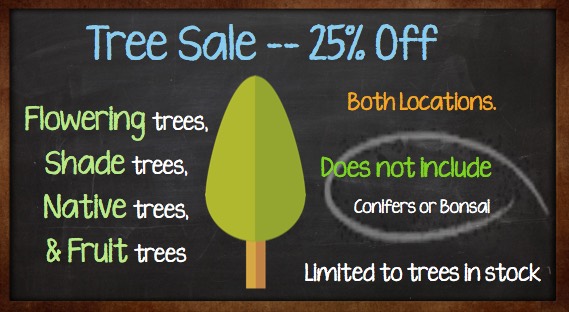 Tree Sale -- 25% Off
Flowering trees,
Shade trees,
Native trees,
& Fruit trees
Both Locations.
Does not include
Conifers or Bonsai
Limited to trees in stock